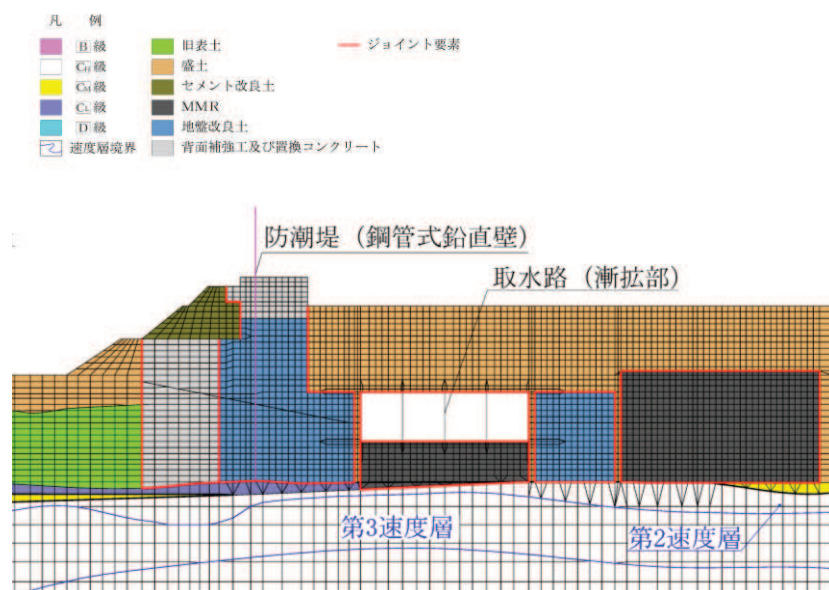 凡 例
B 級 旧表土 ジョイント要素
CH 級 盛土
CM 級 セメント改良土
CL 級 MMR
D 級 地盤改良土
速度層境界 背面補強工及び置換コンクリート
防潮堤（鋼管式鉛直壁）
取水路（漸拡部）
第3速度層
第2速度層